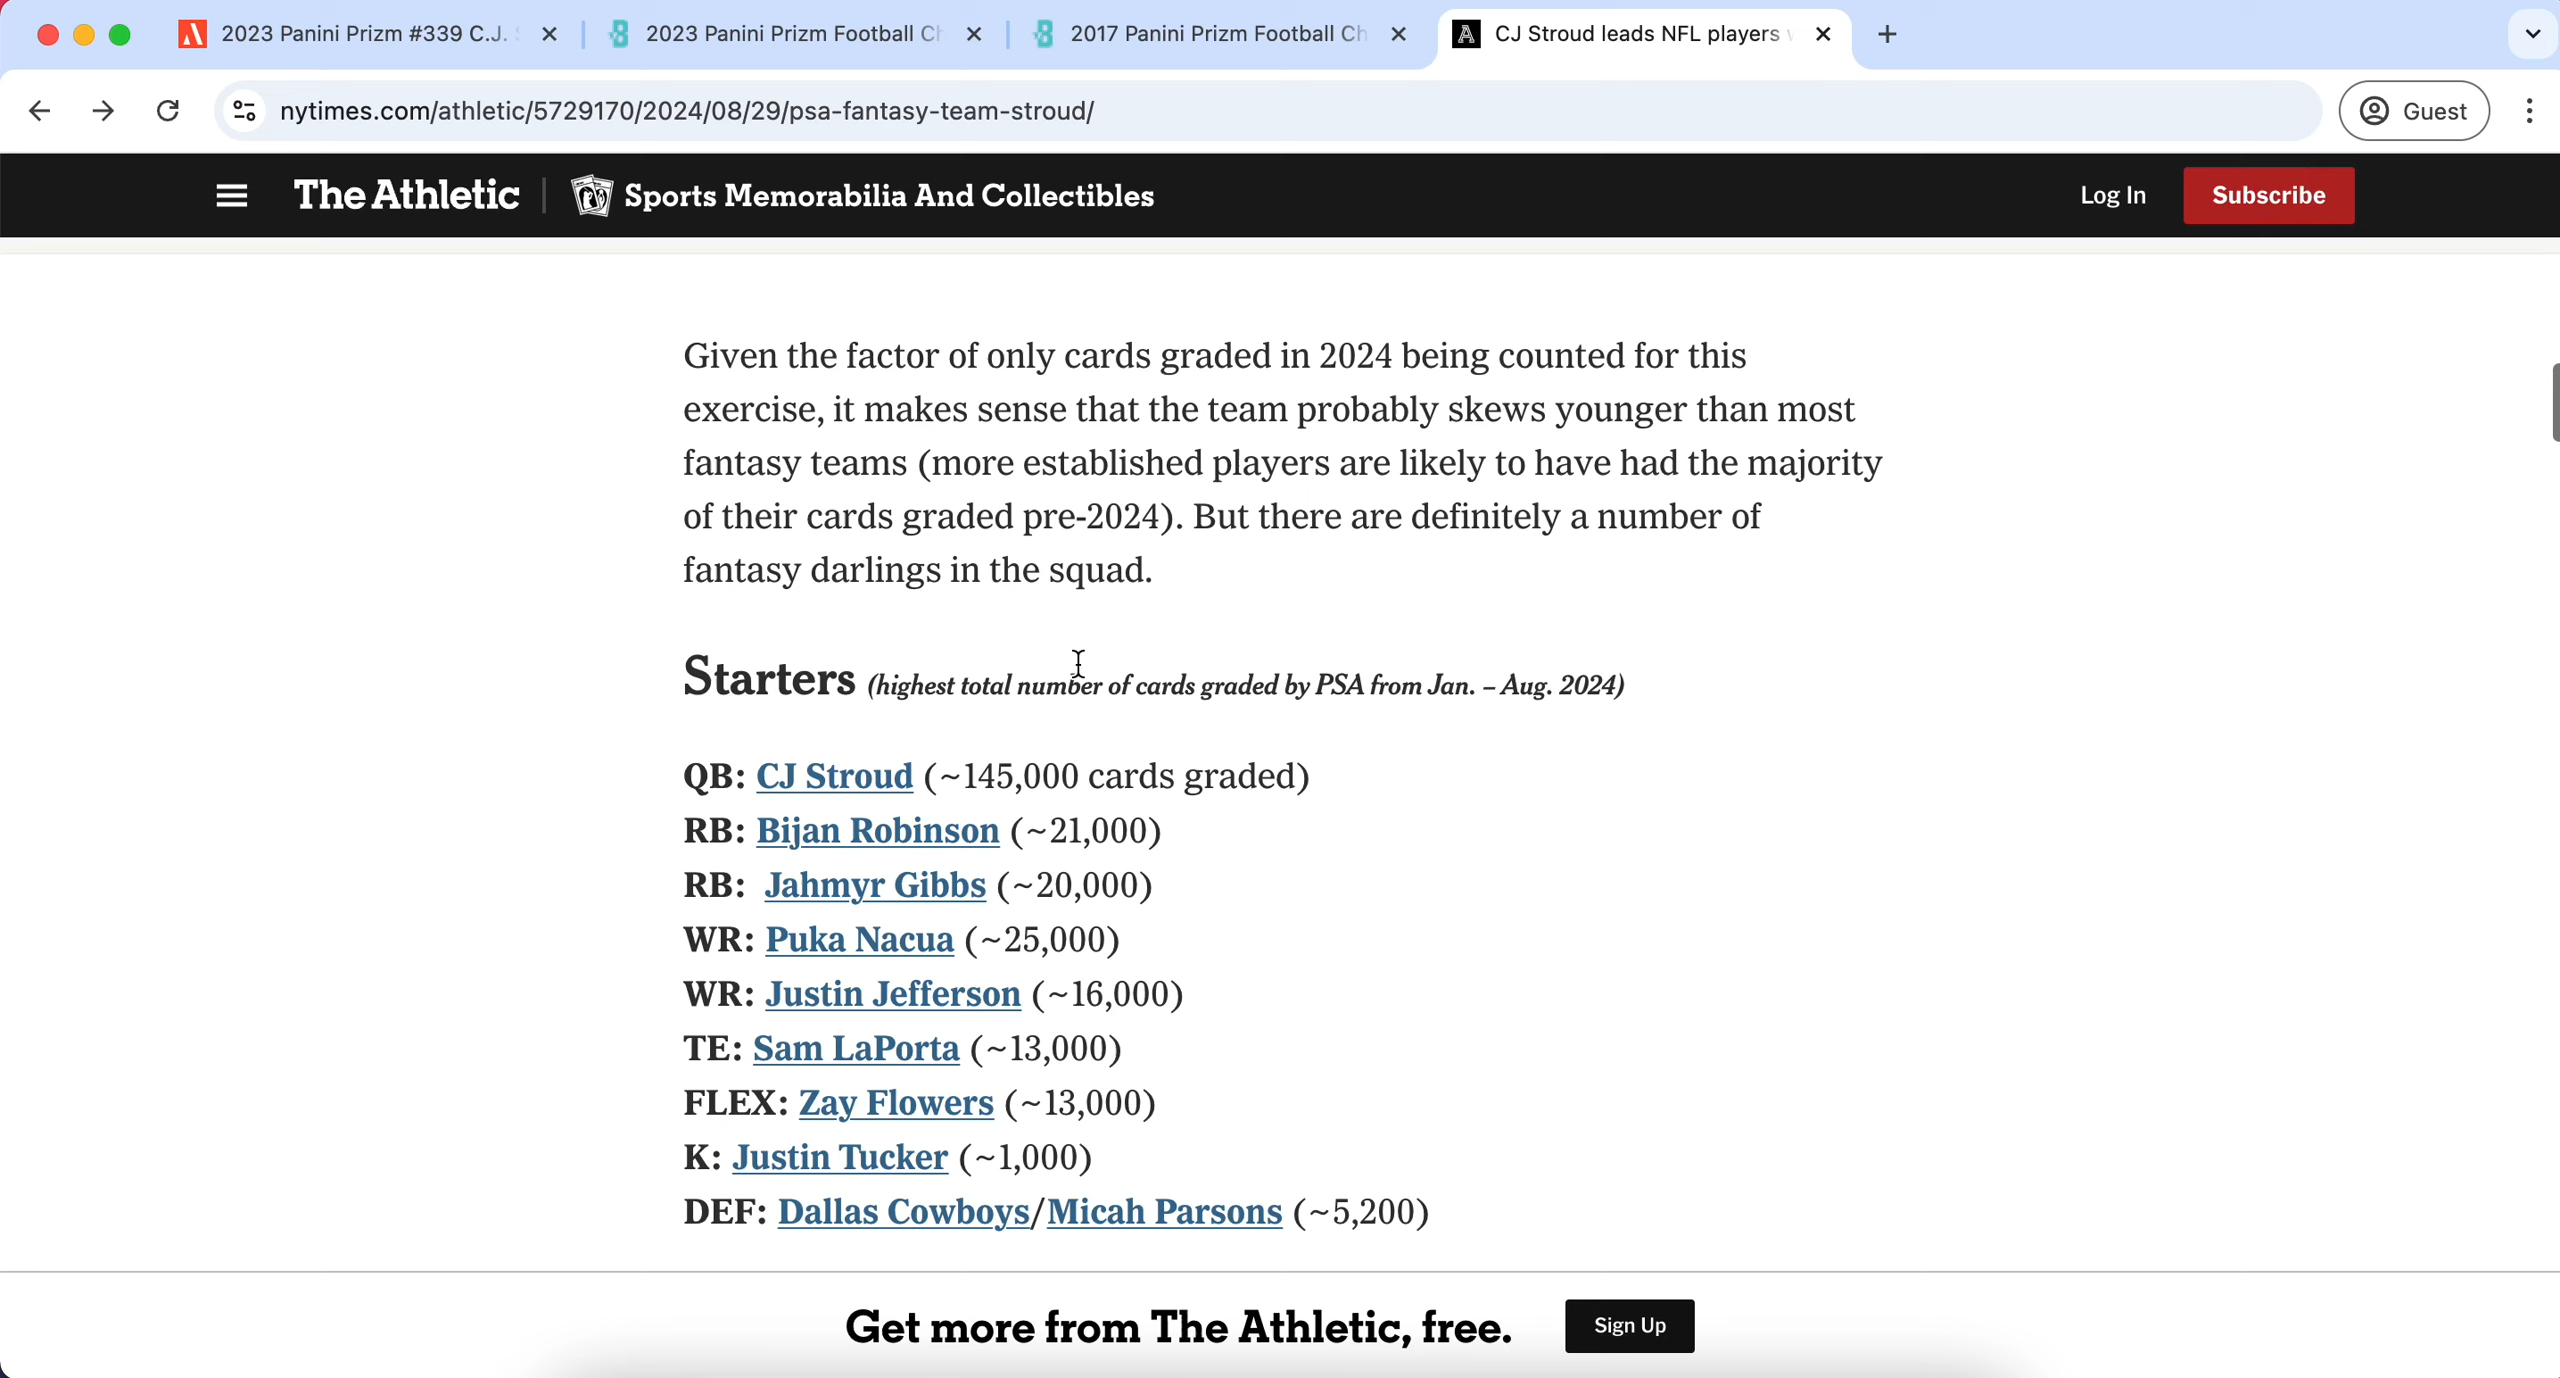 2023 Panini Prizm #339 C.J.
2023 Panini Prizm Football Ch
2017 Panini Prizm Football Ch
CJ Stroud leads NFL players
nytimes.com/athletic/5729170/2024/08/29/psa-fantasy-team-stroud/
Guest
The Athletic
Sports Memorabilia And Collectibles
Log In
Subscribe
Given the factor of only cards graded in 2024 being counted for this
exercise, it makes sense that the team probably skews younger than most
fantasy teams (more established players are likely to have had the majority
of their cards graded pre-2024). But there are definitely a number of
fantasy darlings in the squad.
Starters (highest total number of cards graded by PSA from Jan. – Aug. 2024)
QB: CJ Stroud (~145,000 cards graded)
RB: Bijan Robinson (~21,000)
RB: Jahmyr Gibbs (~20,000)
WR: Puka Nacua (~25,000)
WR: Justin Jefferson (~16,000)
TE: Sam LaPorta (~13,000)
FLEX: Zay Flowers (~13,000)
K: Justin Tucker (~1,000)
DEF: Dallas Cowboys/Micah Parsons (~5,200)
Get more from The Athletic, free.
Sign Up